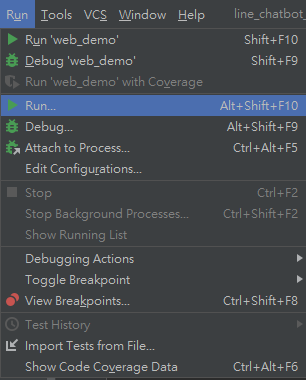 Run Tools VCS Window Help line_chatbot_
Run 'web_demo' Shift+F10
Debug 'web_demo' Shift+F9
Run 'web_demo' with Coverage
Run... Alt+Shift+F10
Debug... Alt+Shift+F9
Attach to Process... Ctrl+Alt+F5
Edit Configurations...
Stop Ctrl+F2
Stop Background Processes... Ctrl+Shift+F2
Show Running List
Debugging Actions
Toggle Breakpoint
View Breakpoints... Ctrl+Shift+F8
Test History
Import Tests from File...
Show Code Coverage Data Ctrl+Alt+F6